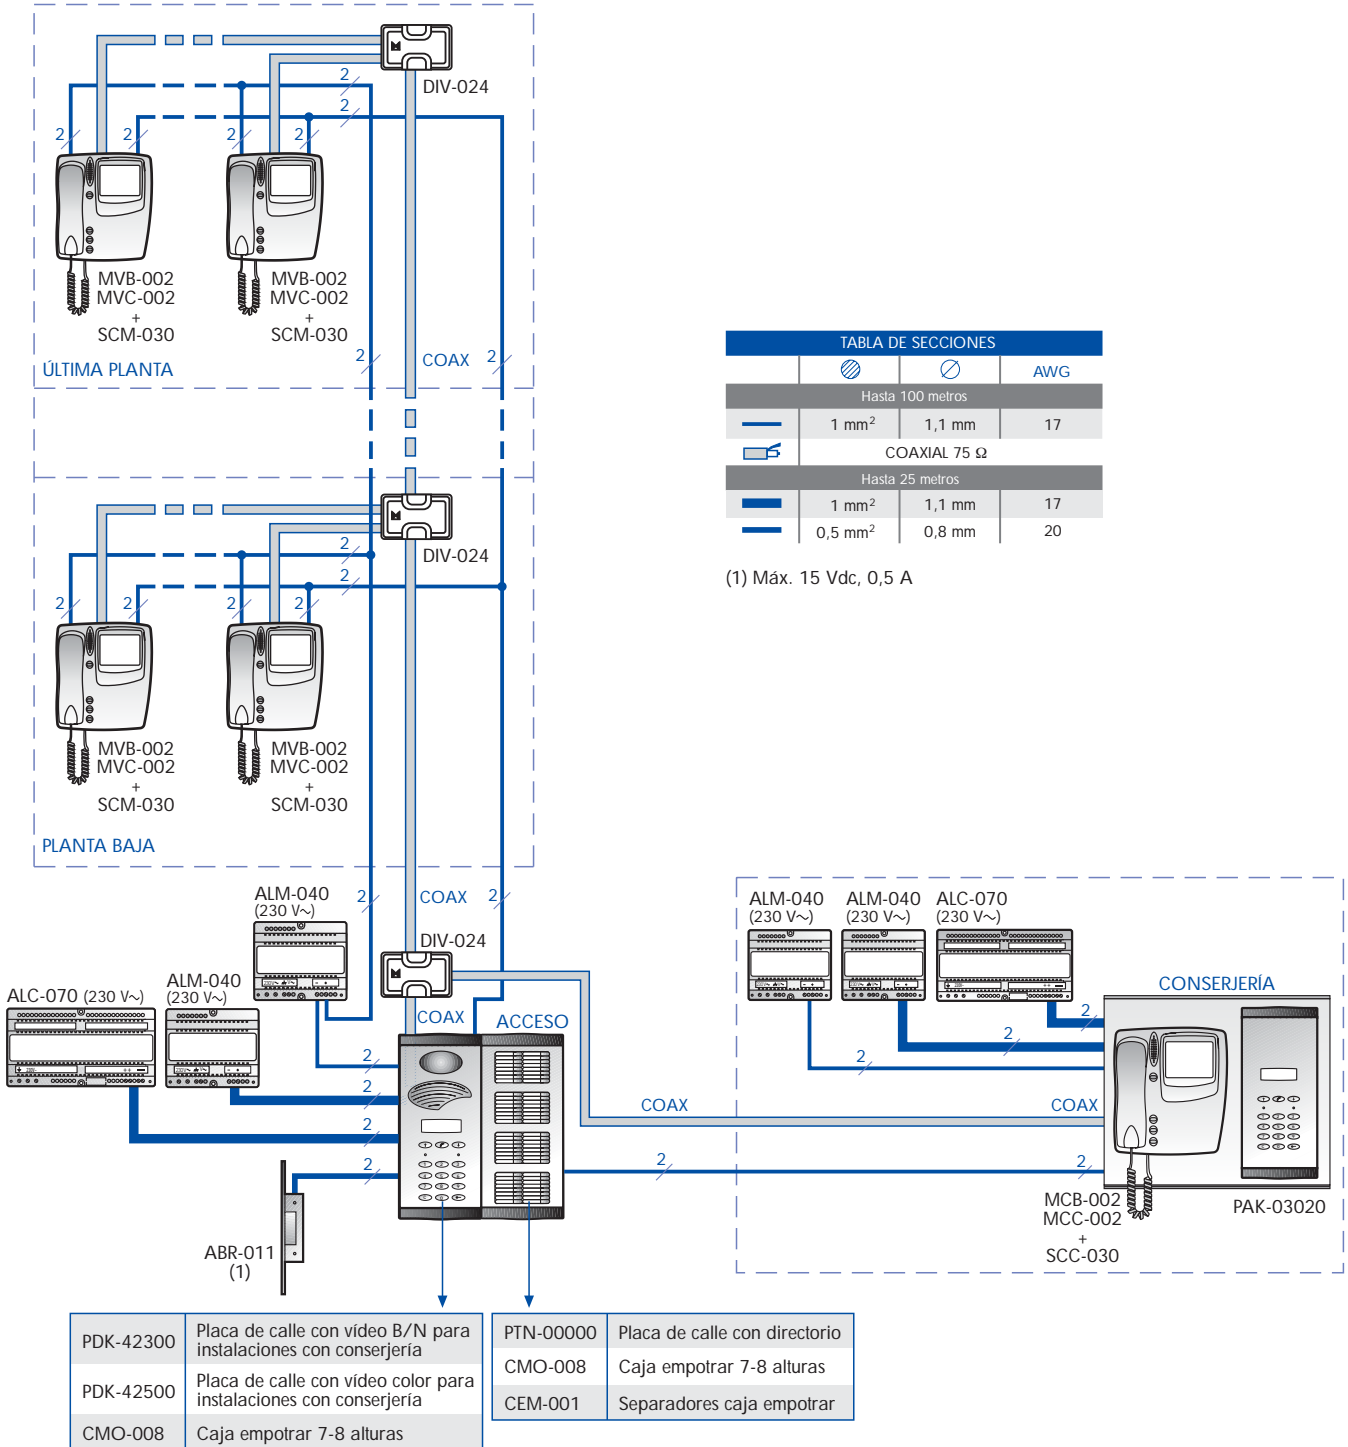 DIV-024
2
2
2
2
2
2
MVB-002
MVC-002
+
SCM-030
MVB-002
MVC-002
+
SCM-030
ÚLTIMA PLANTA
2
COAX
2
TABLA DE SECCIONES
AWG
Hasta 100 metros
1 mm² 1,1 mm 17
COAXIAL 75 Ω
Hasta 25 metros
1 mm² 1,1 mm 17
0,5 mm² 0,8 mm 20
(1) Máx. 15 Vdc, 0,5 A
DIV-024
2
2
2
2
2
2
MVB-002
MVC-002
+
SCM-030
MVB-002
MVC-002
+
SCM-030
PLANTA BAJA
2
COAX
2
ALM-040
(230 V~)
DIV-024
ALM-040
(230 V~)
ALC-070 (230 V~)
COAX
ACCESO
2
2
2
2
ABR-011
(1)
ALM-040
(230 V~)
ALM-040
(230 V~)
ALC-070
(230 V~)
CONSERJERÍA
2
2
2
COAX
COAX
2
2
MCB-002
MCC-002
+
SCC-030
PAK-03020
PDK-42300 Placa de calle con vídeo B/N para
instalaciones con conserjería
PDK-42500 Placa de calle con vídeo color para
instalaciones con conserjería
CMO-008 Caja empotrar 7-8 alturas
PTN-00000 Placa de calle con directorio
CMO-008 Caja empotrar 7-8 alturas
CEM-001 Separadores caja empotrar